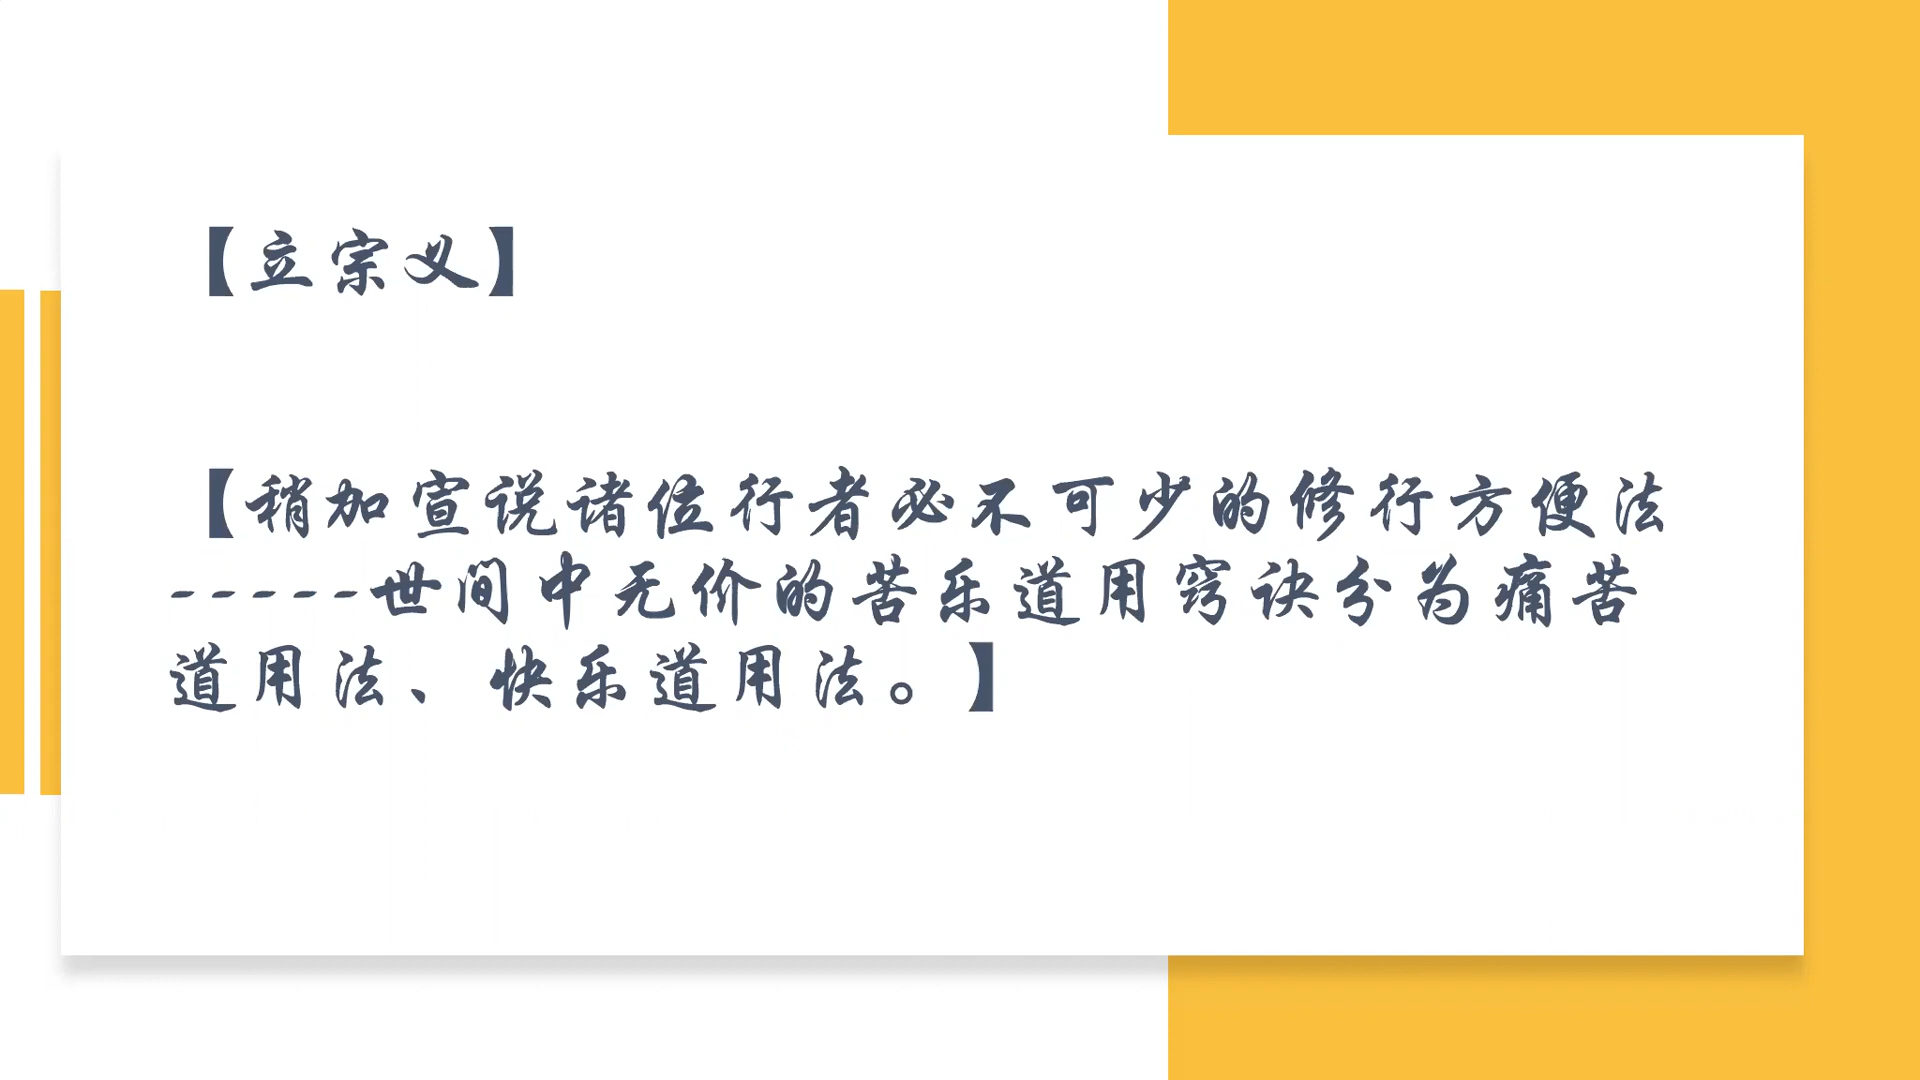 【立宗义】
【稍加宣说诸位行者必不可少的修行方便法
-----世间中无价的苦乐道用窍诀分为痛苦
道用法、快乐道用法。】